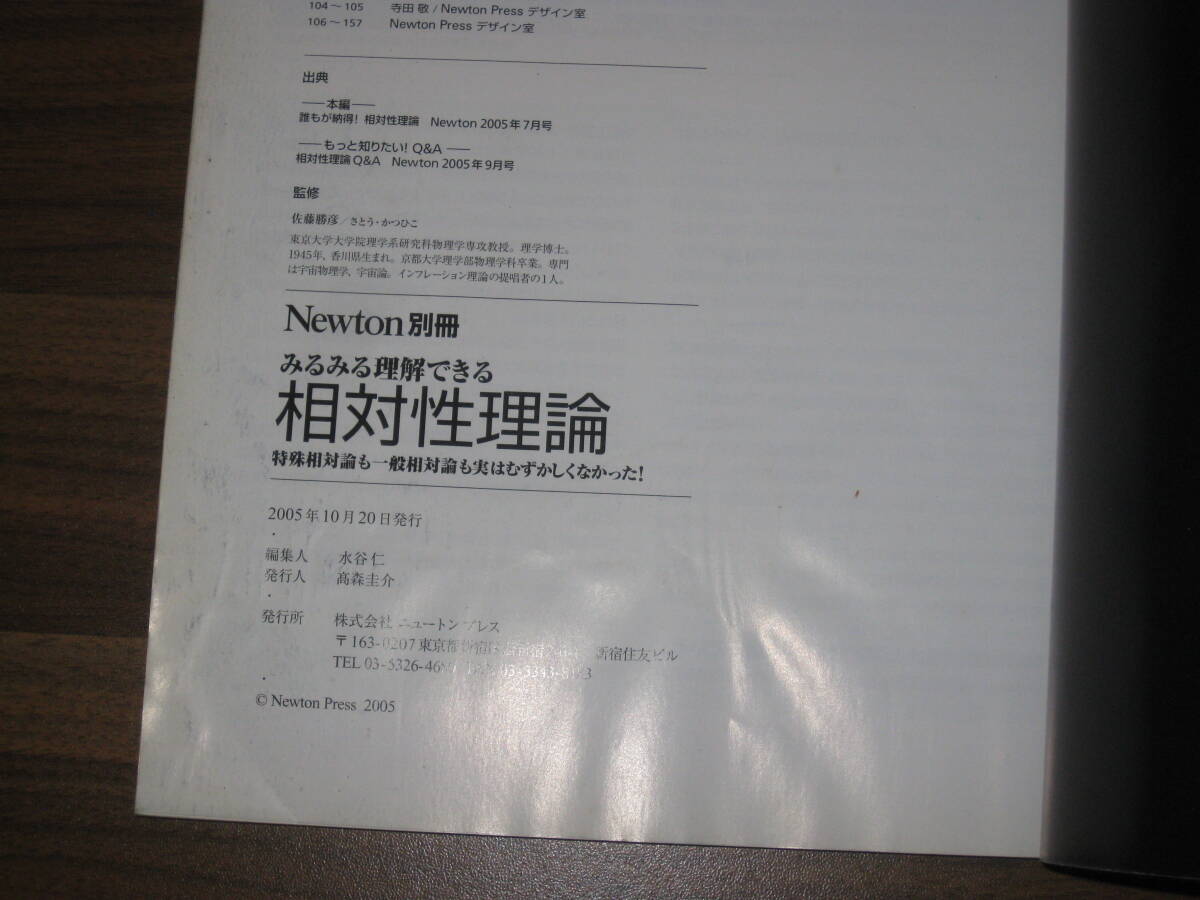 104～105 寺田 敬 / Newton Press デザイン室
106～157 Newton Press デザイン室
出典
――本編――
誰もが納得! 相対性理論 Newton 2005年7月号
――もっと知りたい! Q&A――
相対性理論Q&A Newton 2005年9月号
監修
佐藤勝彦／さとう・かつひこ
東京大学大学院理学系研究科物理学専攻教授。理学博士。
1945年、香川県生まれ。京都大学理学部物理学科卒業。専門
は宇宙物理学、宇宙論。インフレーション理論の提唱者の1人。
Newton別冊
みるみる理解できる
相対性理論
特殊相対論も一般相対論も実はむずかしくなかった!
2005年10月20日発行
編集人 水谷 仁
発行人 高森圭介
発行所 株式会社 ニュートンプレス
〒163-0207 東京都新宿区 新宿住友ビル
TEL 03-5326-46
© Newton Press 2005